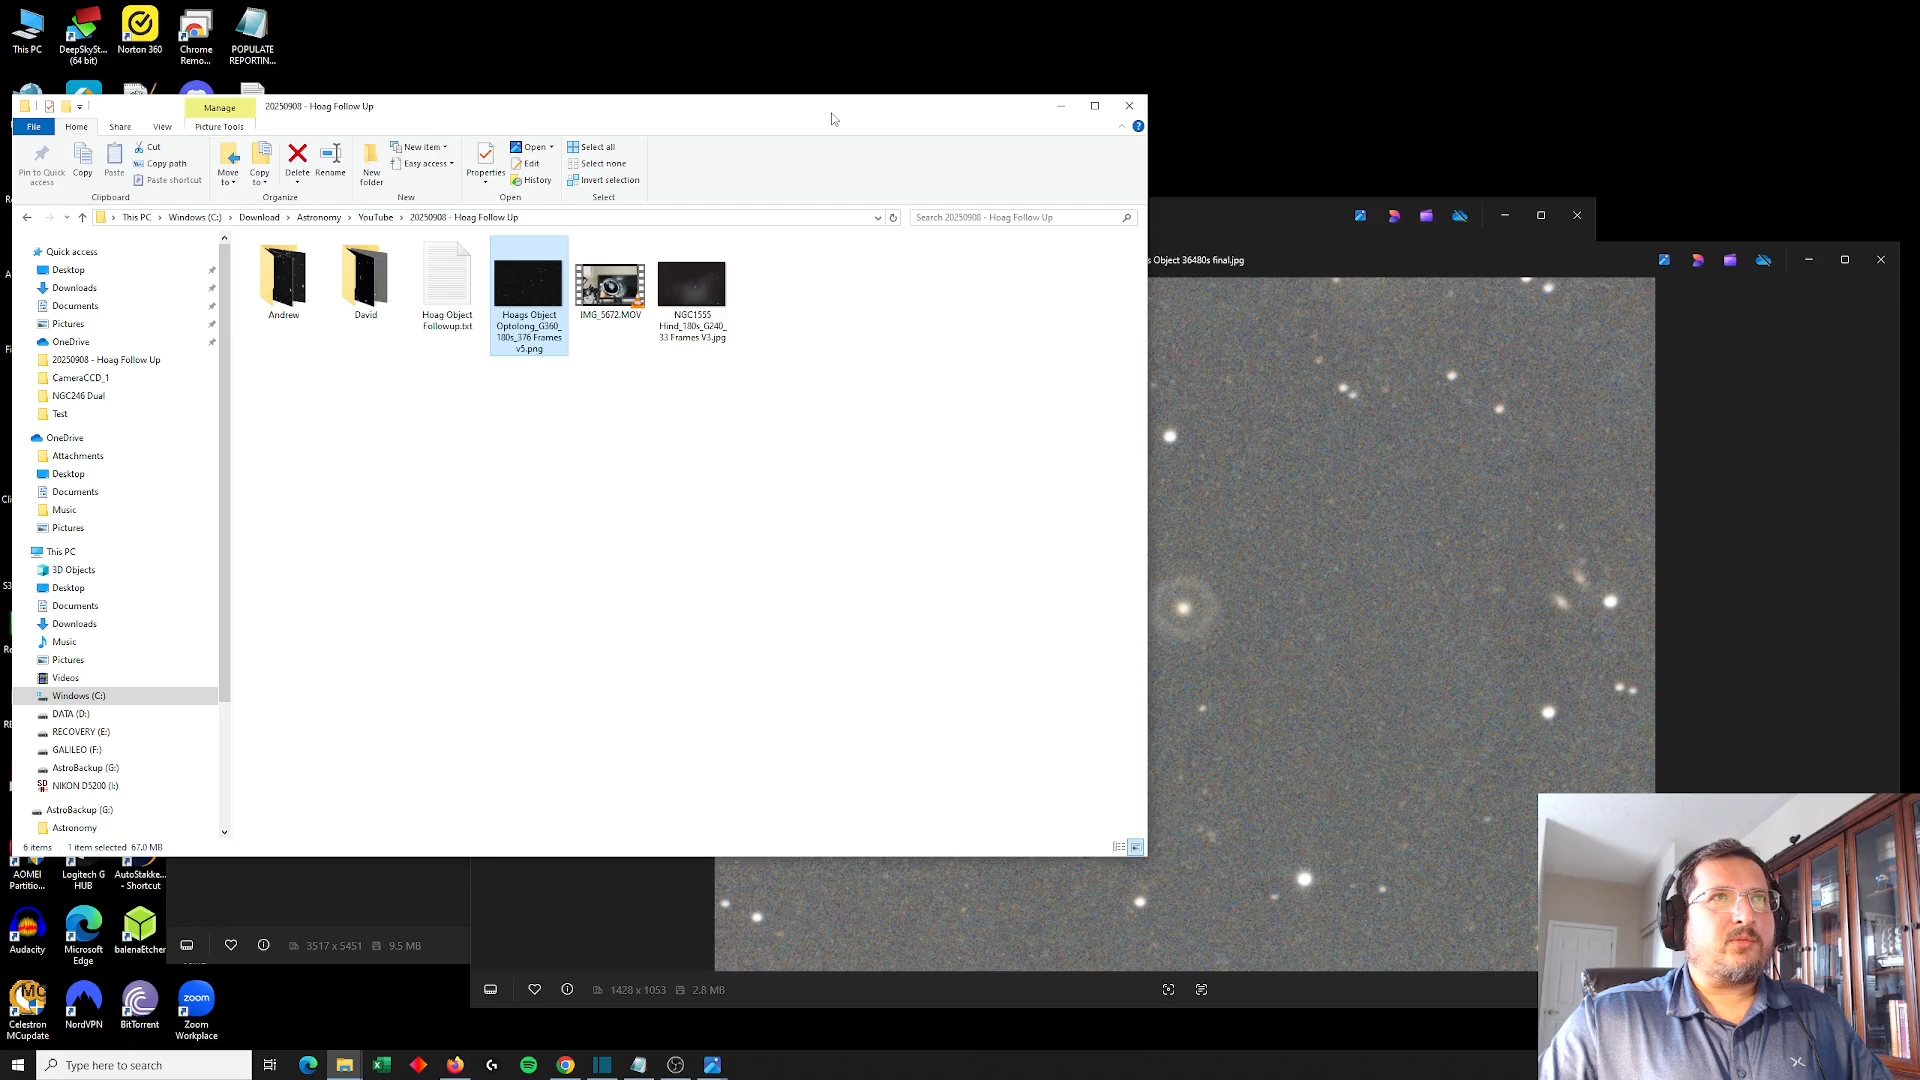 This PC
DeepSkySt...
(64 bit)
Norton 360
Chrome
Remo...
POPULATE
REPORTIN...
Manage
20250908 - Hoag Follow Up
File
Home
Share
View
Picture Tools
Pin to Quick
access
Copy
Paste
Cut
Copy path
Paste shortcut
Move
to
Copy
to
Delete
Rename
New
folder
New item
Easy access
Properties
Open
Edit
History
Select all
Select none
Invert selection
Clipboard
Organize
New
Open
Select
This PC > Windows (C:) > Download > Astronomy > YouTube > 20250908 - Hoag Follow Up
Search 20250908 - Hoag Follow Up
s Object 36480s final.jpg
Quick access
Desktop
Downloads
Documents
Pictures
OneDrive
20250908 - Hoag Follow Up
CameraCCD_1
NGC246 Dual
Test
OneDrive
Attachments
Desktop
Documents
Music
Pictures
This PC
3D Objects
Desktop
Documents
Downloads
Music
Pictures
Videos
Windows (C:)
DATA (D:)
RECOVERY (E:)
GALILEO (F:)
AstroBackup (G:)
NIKON D5200 (I:)
AstroBackup (G:)
Astronomy
Andrew
David
Hoag Object
Followup.txt
Hoags Object
Optolong_G360_
180s_376 Frames
v5.png
IMG_5672.MOV
NGC1555
Hind_180s_G240_
33 Frames V3.jpg
6 items
1 item selected 67.0 MB
AOMEI
Partitio...
Logitech G
HUB
AutoStakke...
- Shortcut
Audacity
Microsoft
Edge
balenaEtcher
3517 x 5451
9.5 MB
1428 x 1053
2.8 MB
Celestron
MCupdate
NordVPN
BitTorrent
zoom
Zoom
Workplace
Type here to search